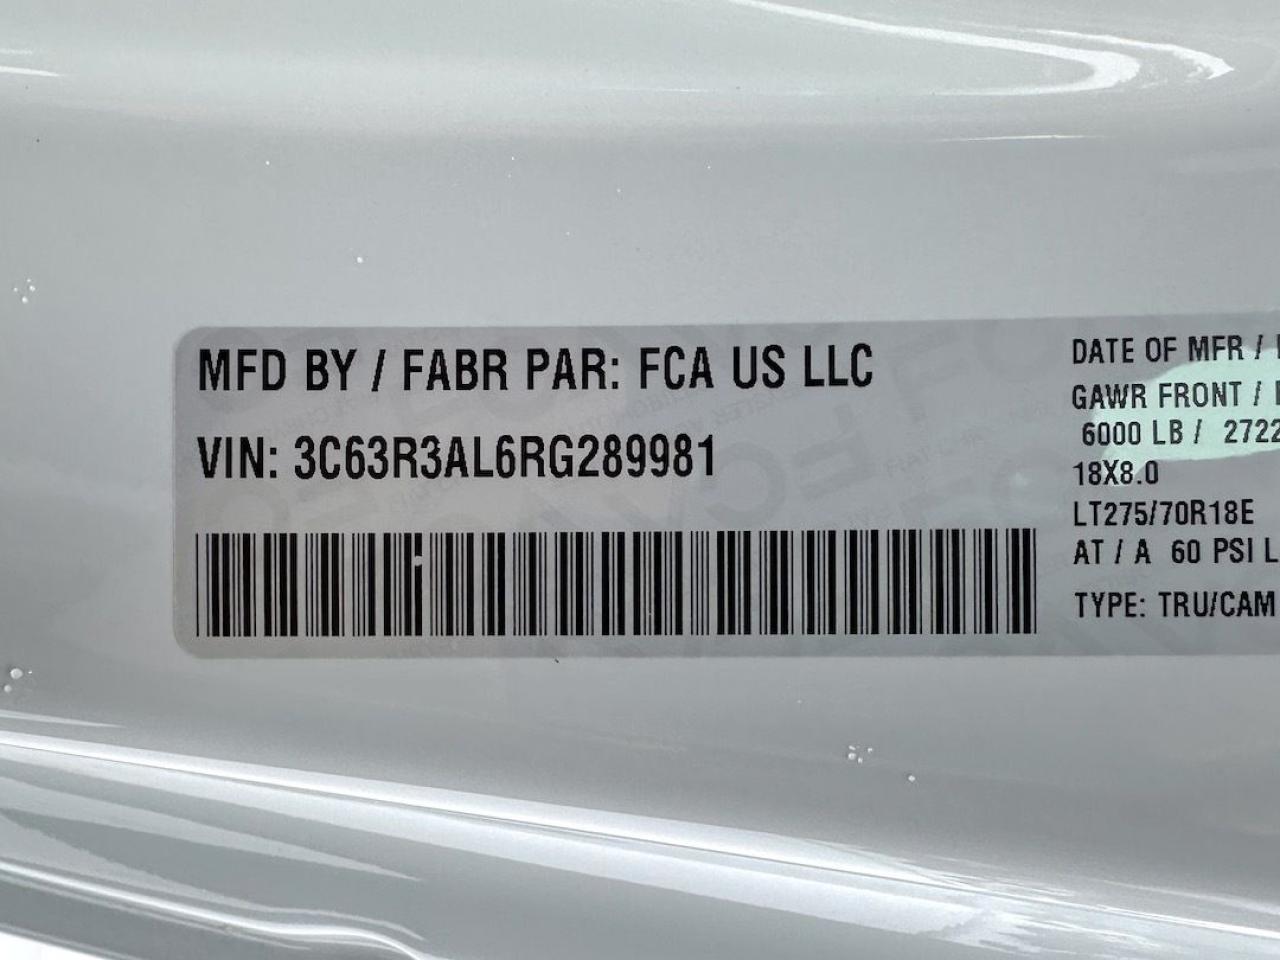 MFD BY / FABR PAR: FCA US LLC
VIN: 3C63R3AL6RG289981
DATE OF MFR /
GAWR FRONT /
6000 LB / 2722
18X8.0
LT275/70R18E
AT / A 60 PSI
TYPE: TRU/CAM